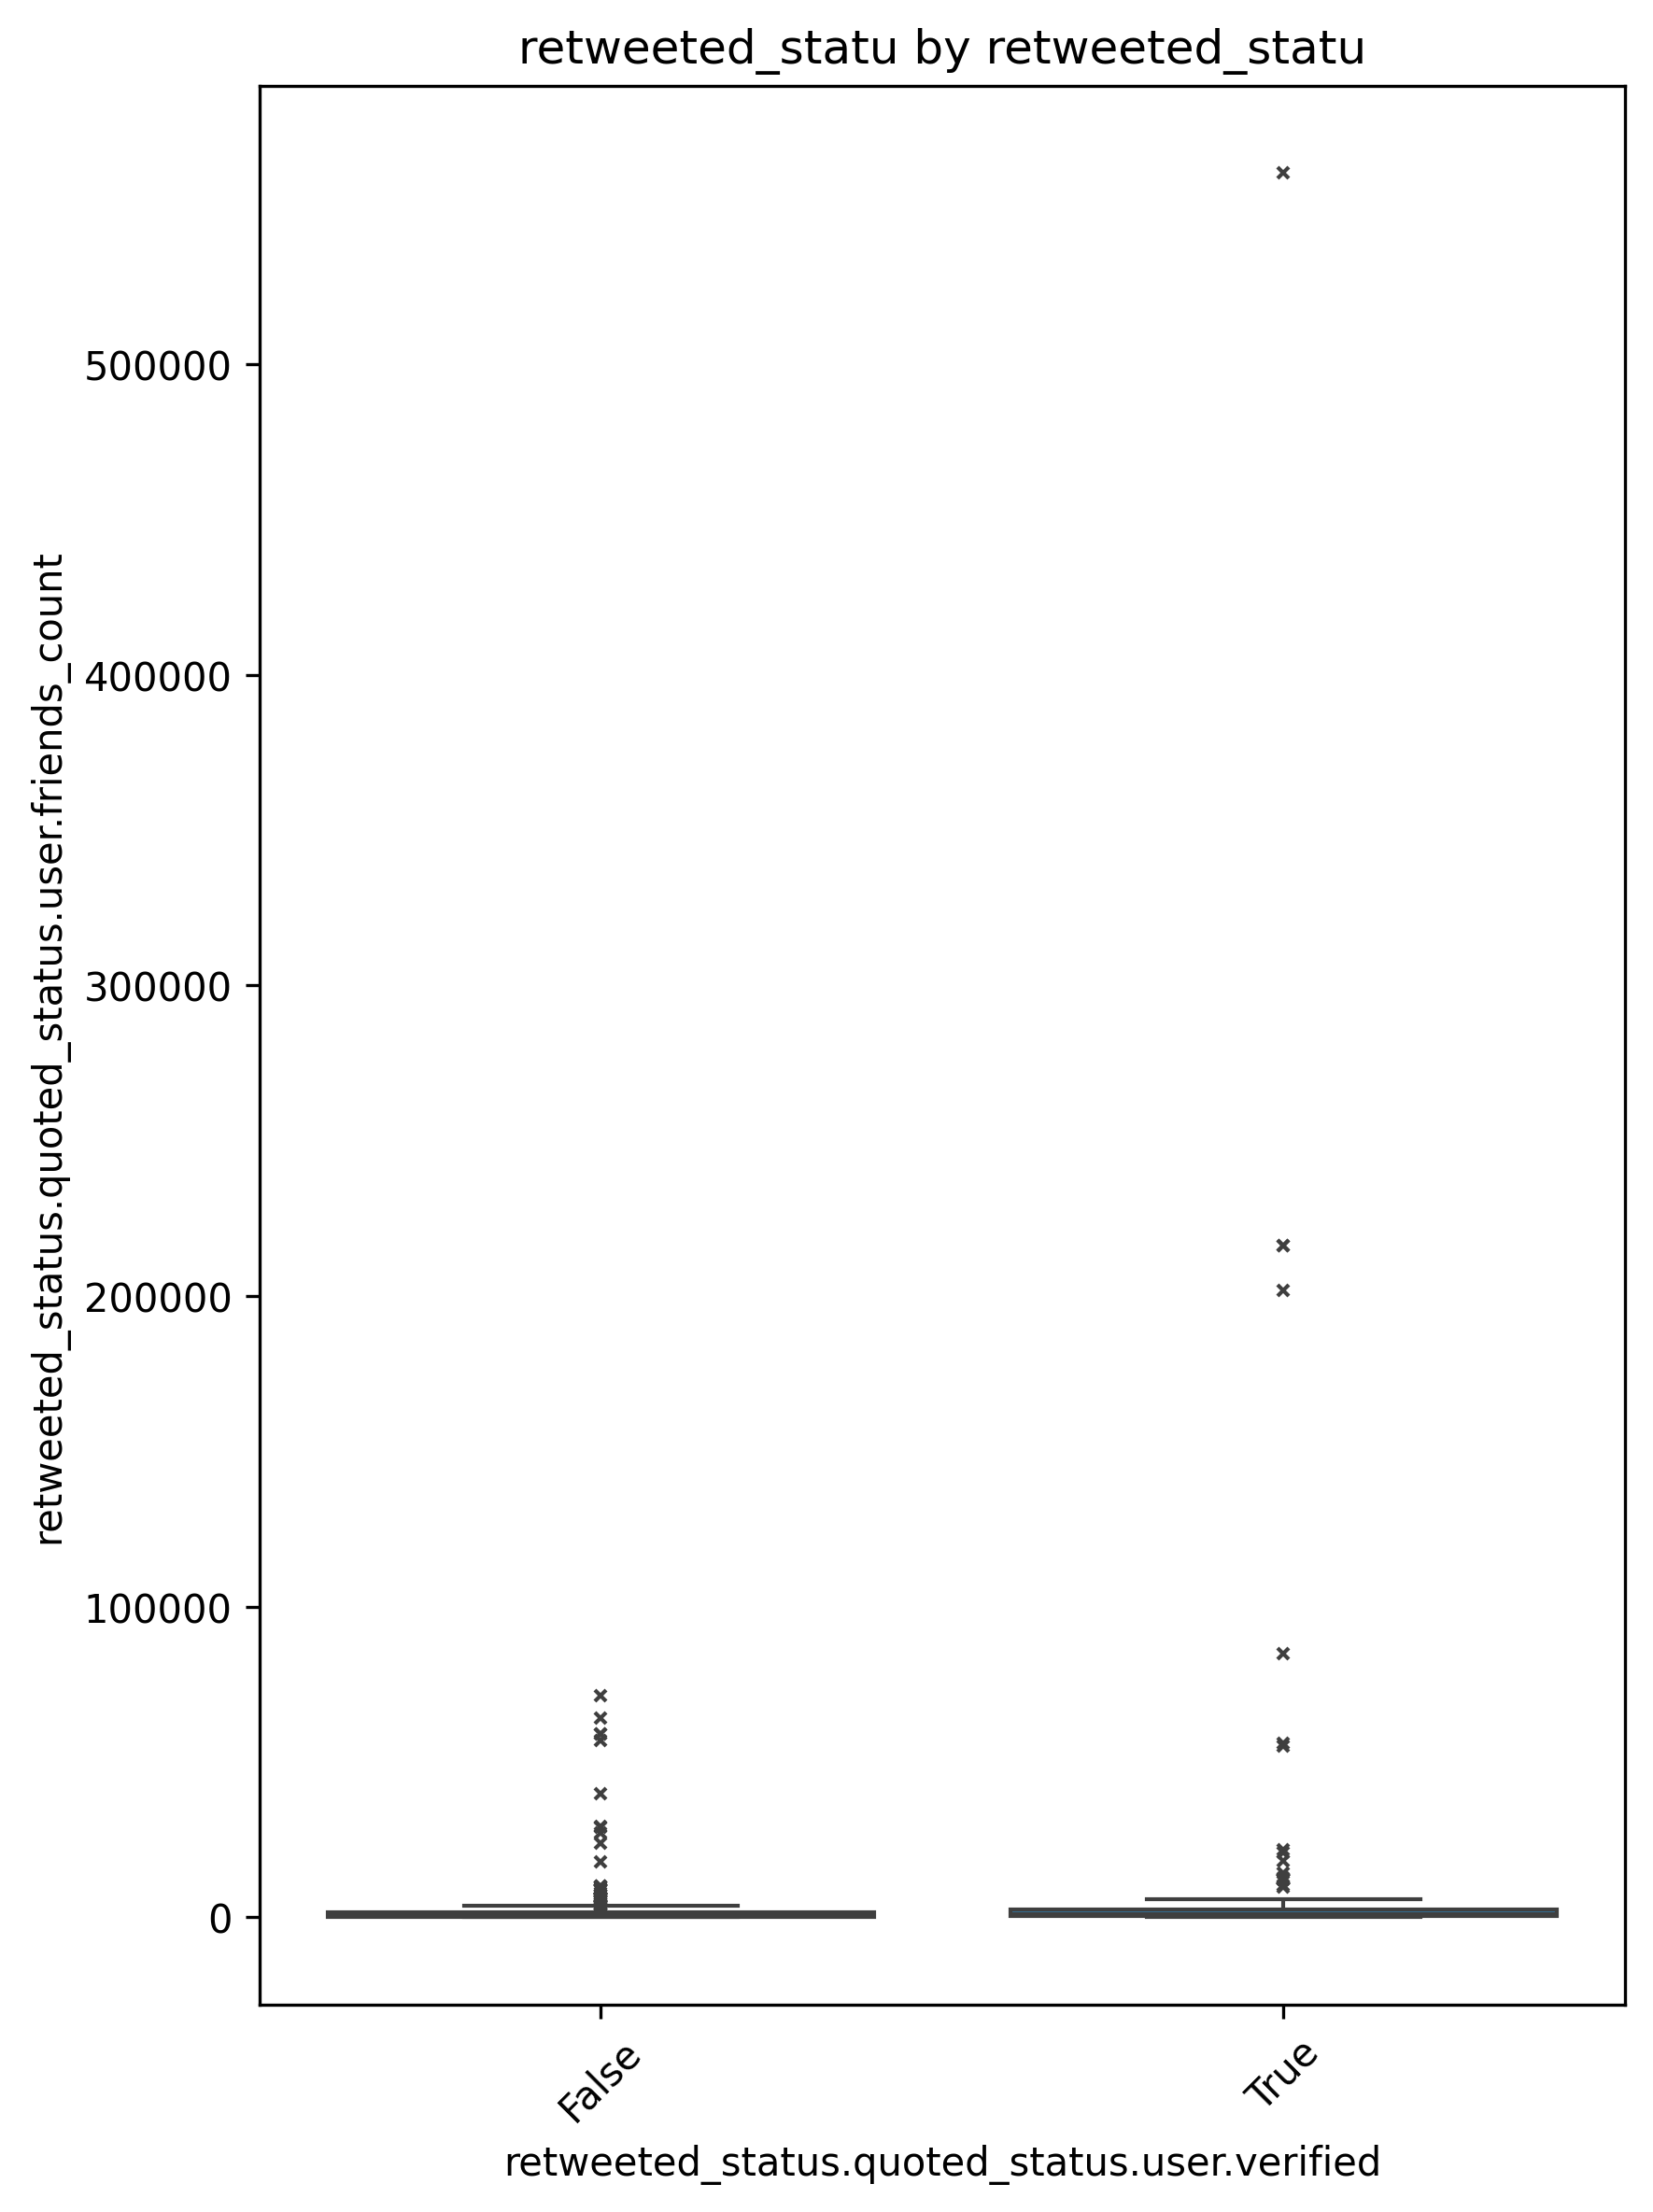 retweeted_statu by retweeted_statu
retweeted_status.quoted_status.user.friends_count
500000
400000
300000
200000
100000
0
False
True
retweeted_status.quoted_status.user.verified